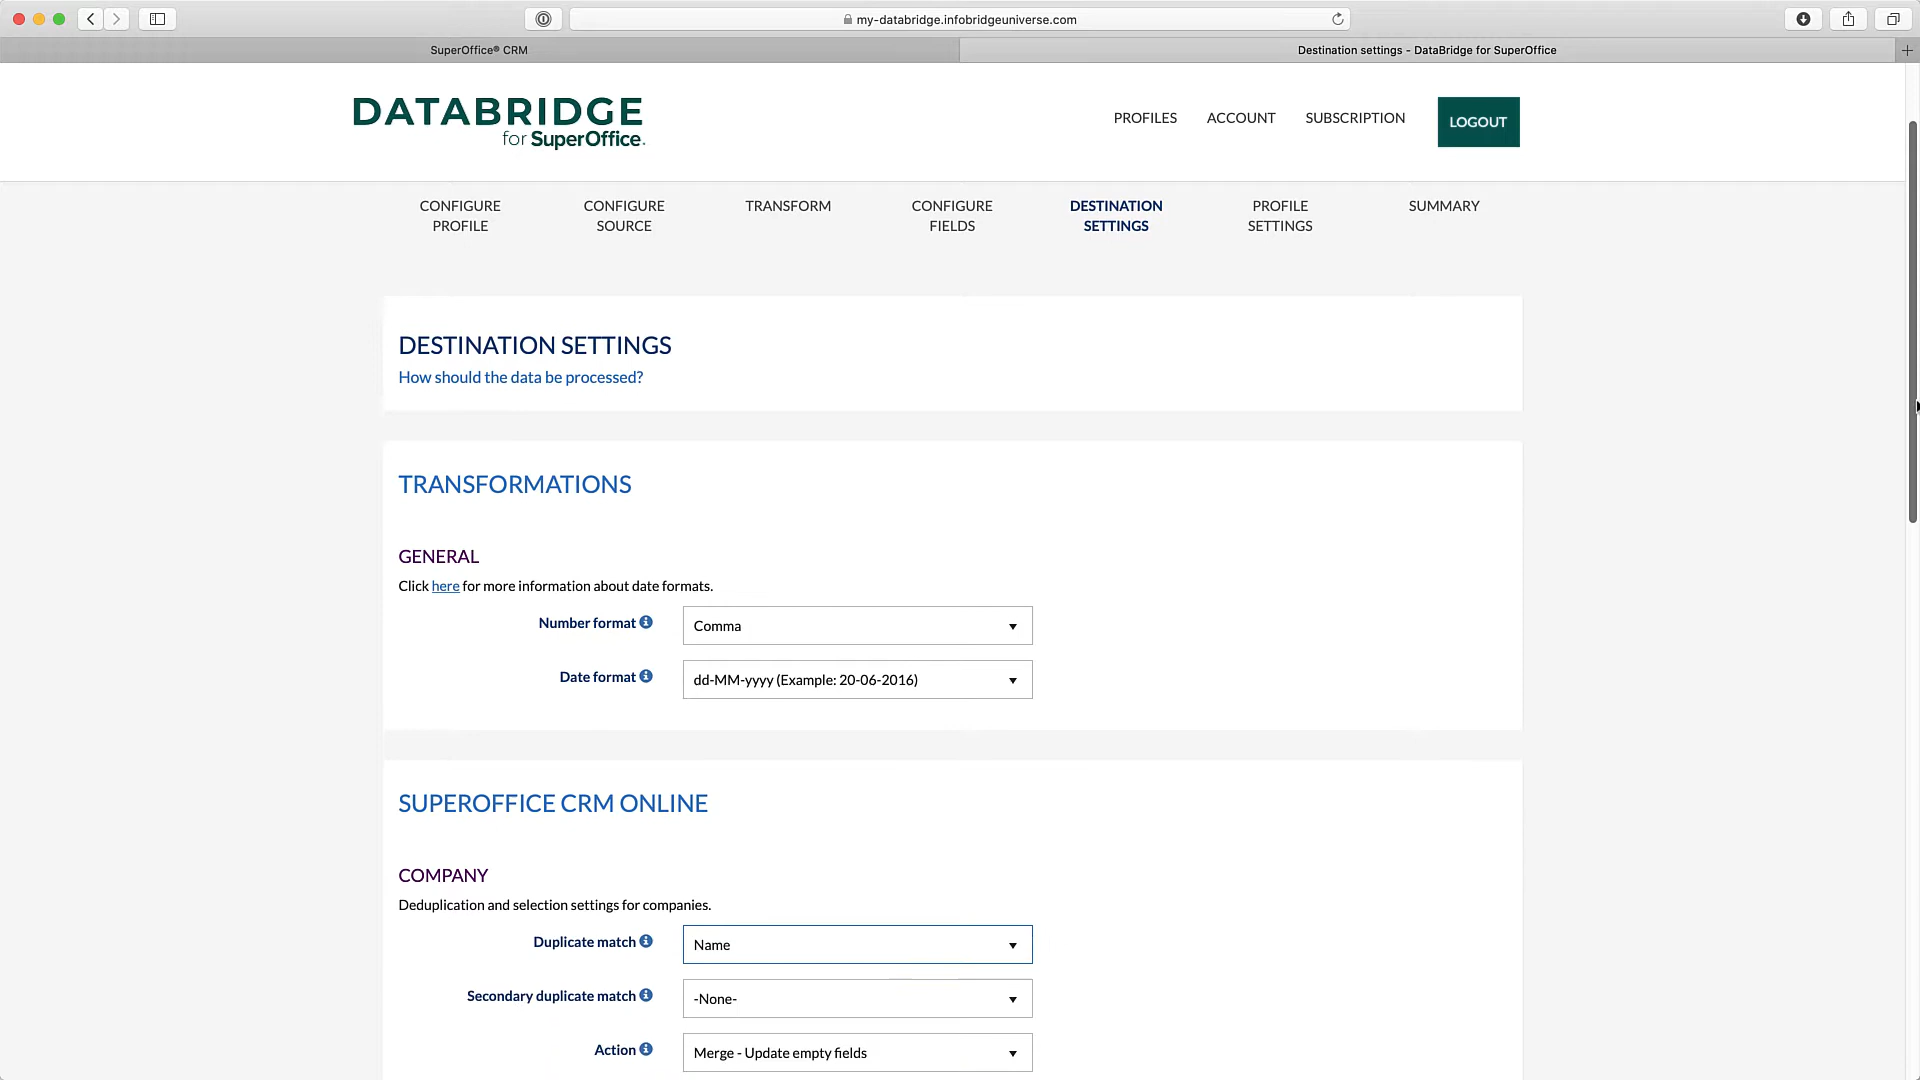 my-databridge.infobridgeuniverse.com
SuperOffice® CRM
Destination settings - DataBridge for SuperOffice
DATABRIDGE
for SuperOffice.
PROFILES
ACCOUNT
SUBSCRIPTION
LOGOUT
CONFIGURE
PROFILE
CONFIGURE
SOURCE
TRANSFORM
CONFIGURE
FIELDS
DESTINATION
SETTINGS
PROFILE
SETTINGS
SUMMARY
DESTINATION SETTINGS
How should the data be processed?
TRANSFORMATIONS
GENERAL
Click here for more information about date formats.
Number format
Comma
Date format
dd-MM-yyyy (Example: 20-06-2016)
SUPEROFFICE CRM ONLINE
COMPANY
Deduplication and selection settings for companies.
Duplicate match
Name
Secondary duplicate match
-None-
Action
Merge - Update empty fields